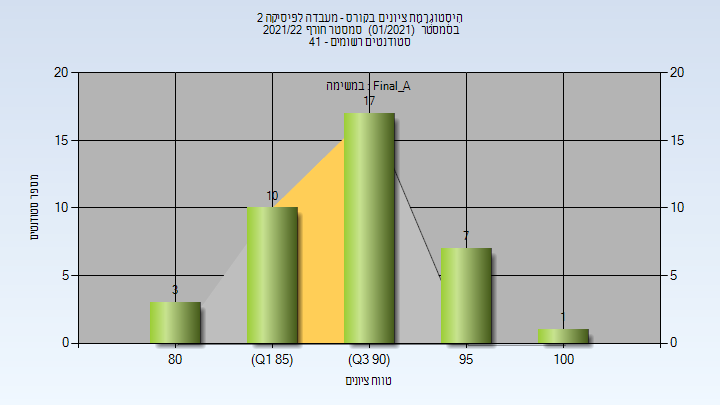 הִיסְטוֹגְרָמַת ציונים בקורס - מעבדה לפיסיקה 2
בסמסטר (01/2021) סמסטר חורף 2021/22
סטודנטים רשומים - 41
במשימה : Final_A
מספר סטודנטים
20
15
10
5
0
20
15
10
5
0
3
10
17
7
1
80
(Q1 85)
(Q3 90)
95
100
טווח ציונים